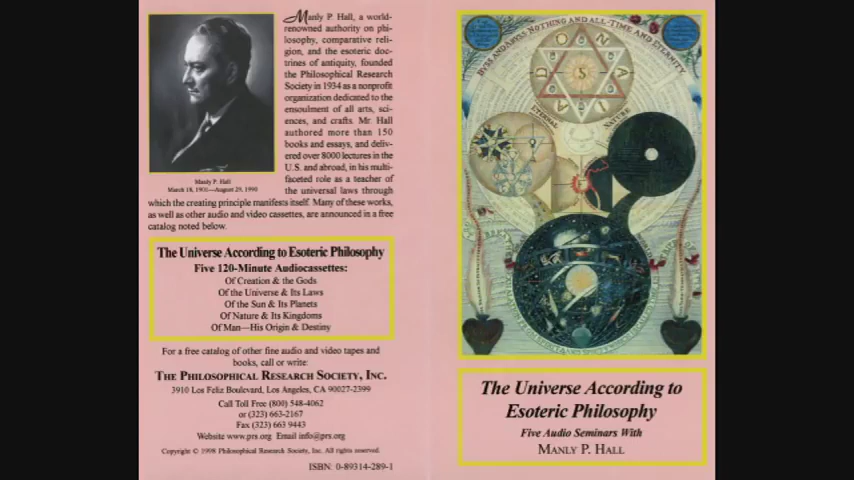 Manly P. Hall, a world-
renowned authority on phi-
losophy, comparative reli-
gion, and the esoteric doc-
trines of antiquity, founded
the Philosophical Research
Society in 1934 as a nonprofit
organization dedicated to the
ensoulment of all arts, sci-
ences, and crafts. Mr. Hall
authored more than 150
books and essays, and deliv-
ered over 8000 lectures in the
U.S. and abroad, in his multi-
faceted role as a teacher of
the universal laws through
which the creating principle manifests itself. Many of these works,
as well as other audio and video cassettes, are announced in a free
catalog noted below.
Manly P. Hall
March 18, 1901—August 29, 1990
The Universe According to Esoteric Philosophy
Five 120-Minute Audiocassettes:
Of Creation & the Gods
Of the Universe & Its Laws
Of the Sun & Its Planets
Of Nature & Its Kingdoms
Of Man—His Origin & Destiny
For a free catalog of other fine audio and video tapes and
books, call or write:
THE PHILOSOPHICAL RESEARCH SOCIETY, INC.
3910 Los Feliz Boulevard, Los Angeles, CA 90027-2399
Call Toll Free (800) 548-4062
or (323) 663-2167
Fax (323) 663 9443
Website www.prs.org Email info@prs.org
Copyright © 1998 Philosophical Research Society, Inc. All rights reserved.
ISBN: 0-89314-289-1
NOTHING AND ALL-TIME AND ETERNITY
ETERNAL NATURE
The Universe According to
Esoteric Philosophy
Five Audio Seminars With
MANLY P. HALL